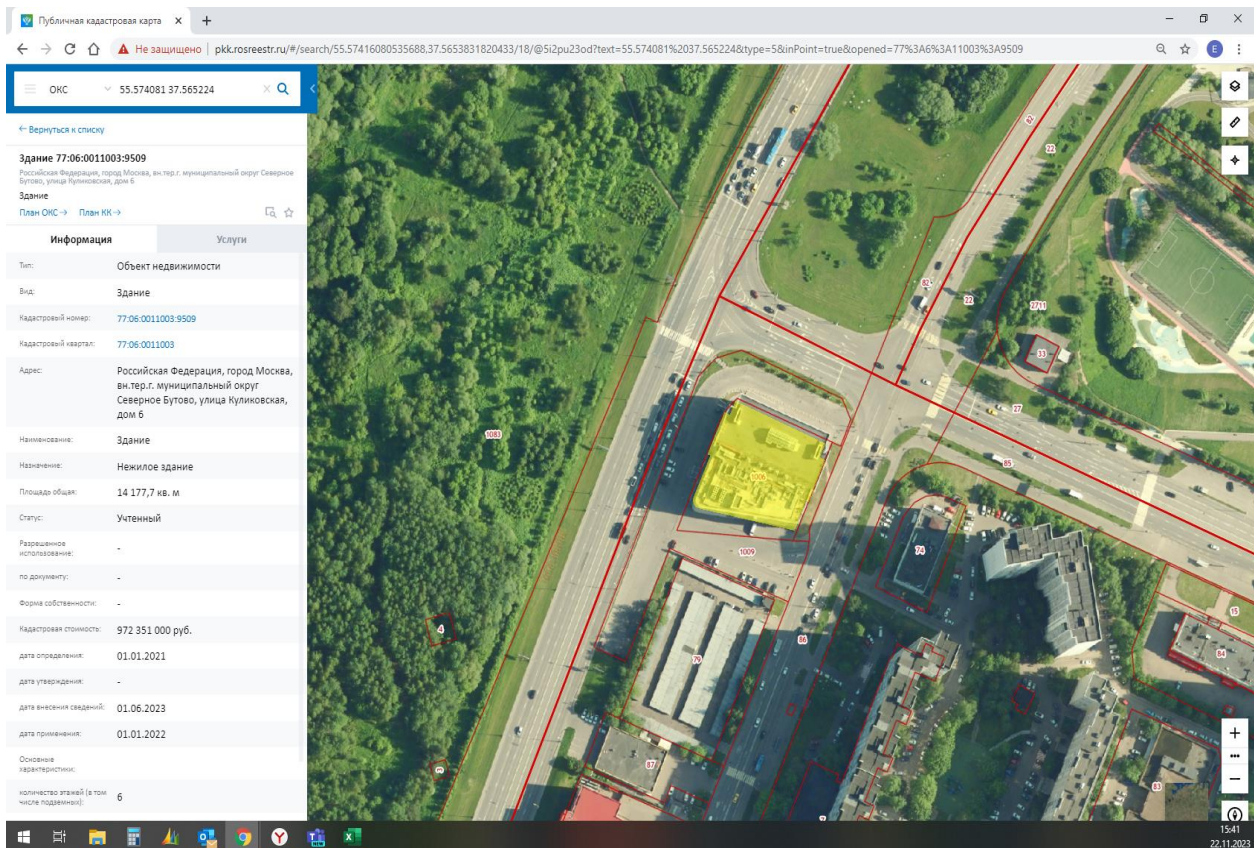 Публичная кадастровая карта
Не защищено | pkk.rosreestr.ru/#/search/55.57416080535688,37.5653831820433/18/@5i2pu23od?text=55.574081%2037.565224&type=5&inPoint=true&opened=77%3A6%3A11003%3A9509
E
ОКС 55.574081 37.565224
Вернуться к списку
Здание 77:06:0011003:9509
Российская Федерация, город Москва, вн.тер.г. муниципальный округ Северное
Бутово, улица Куликовская, дом 6
Здание
План ОКС→ План КК→
Информация Услуги
Тип: Объект недвижимости
Вид: Здание
Кадастровый номер: 77:06:0011003:9509
Кадастровый квартал: 77:06:0011003
Адрес: Российская Федерация, город Москва,
вн.тер.г. муниципальный округ
Северное Бутово, улица Куликовская,
дом 6
Наименование: Здание
Назначение: Нежилое здание
Площадь общая: 14 177,7 кв. м
Статус: Учтенный
Разрешенное
использование: -
по документу: -
Форма собственности: -
Кадастровая стоимость: 972 351 000 руб.
дата определения: 01.01.2021
дата утверждения: -
дата внесения сведений: 01.06.2023
дата применения: 01.01.2022
Основные
характеристики:
количество этажей (в том
числе подземных): 6
82
22
82
22
2711
33
27
1083
85
1006
74
1009
15
4
86
84
79
87
3
83
15:41
22.11.2023